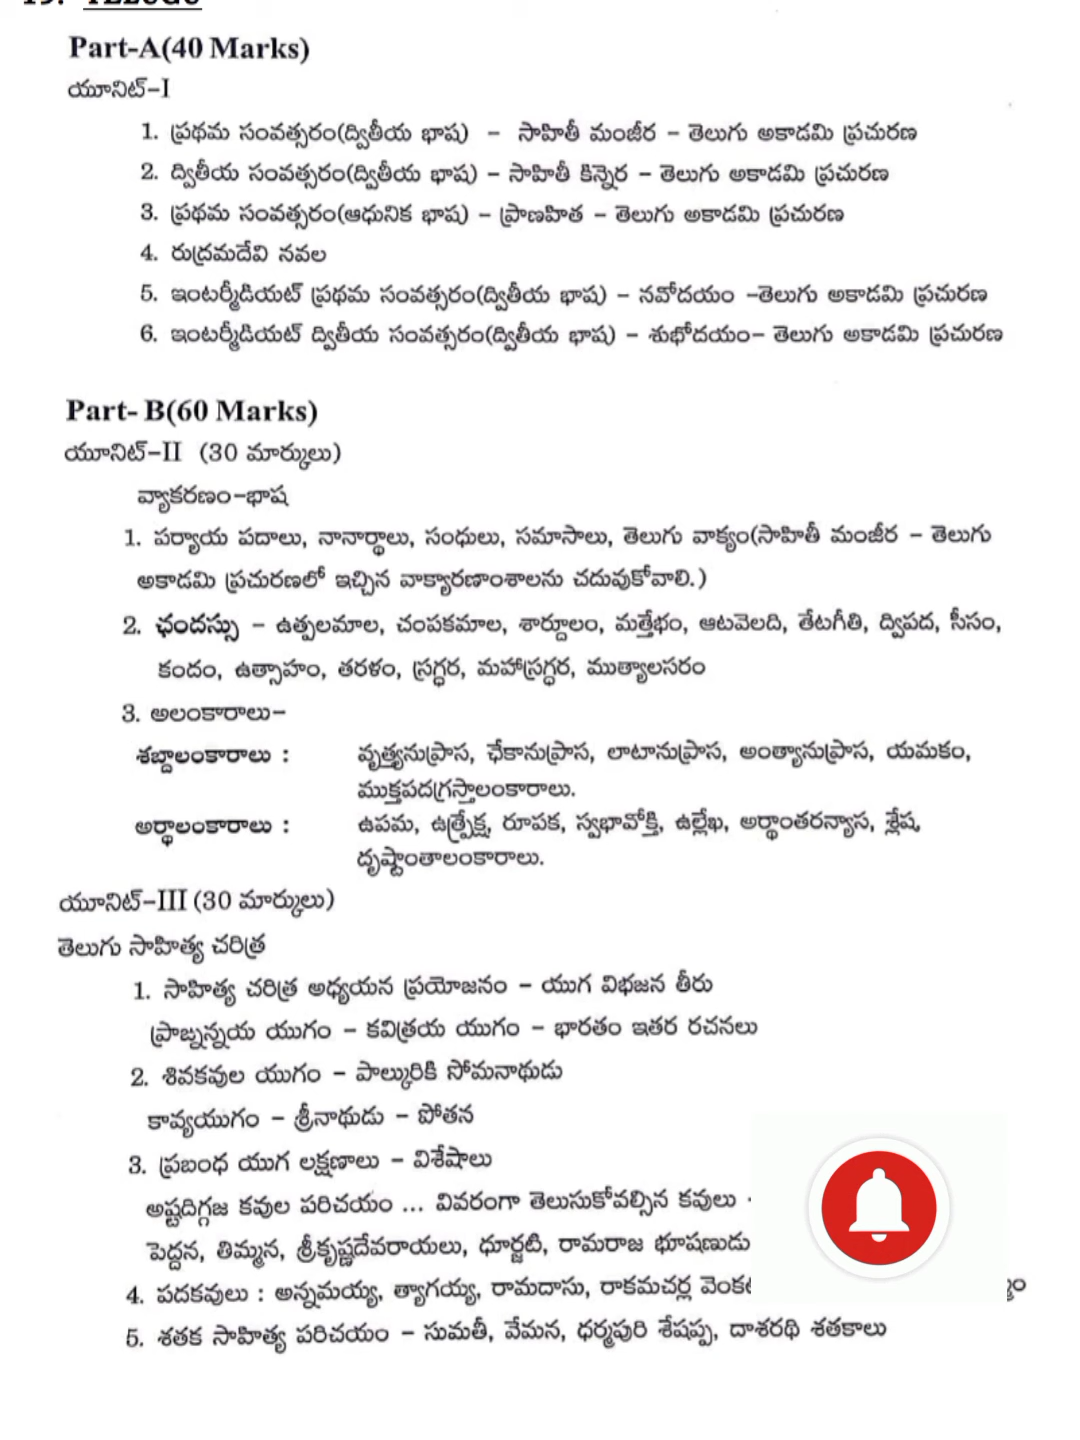 19. TELUGU
Part-A(40 Marks)
యూనిట్-I
1. ప్రథమ సంవత్సరం(ద్వితీయ భాష) - సాహితీ మంజీర - తెలుగు అకాడమి ప్రచురణ
2. ద్వితీయ సంవత్సరం(ద్వితీయ భాష) - సాహితీ కిన్నెర - తెలుగు అకాడమి ప్రచురణ
3. ప్రథమ సంవత్సరం(ఆధునిక భాష) - ప్రాణహిత - తెలుగు అకాడమి ప్రచురణ
4. రుద్రమదేవి నవల
5. ఇంటర్మీడియట్ ప్రథమ సంవత్సరం(ద్వితీయ భాష) - నవోదయం -తెలుగు అకాడమి ప్రచురణ
6. ఇంటర్మీడియట్ ద్వితీయ సంవత్సరం(ద్వితీయ భాష) - శుభోదయం- తెలుగు అకాడమి ప్రచురణ
Part- B(60 Marks)
యూనిట్-II (30 మార్కులు)
వ్యాకరణం-భాష
1. పర్యాయ పదాలు, నానార్థాలు, సంధులు, సమాసాలు, తెలుగు వాక్యం(సాహితీ మంజీర - తెలుగు
అకాడమి ప్రచురణలో ఇచ్చిన వాక్యారణాంశాలను చదువుకోవాలి.)
2. ఛందస్సు - ఉత్పలమాల, చంపకమాల, శార్దూలం, మత్తేభం, ఆటవెలది, తేటగీతి, ద్విపద, సీసం,
కందం, ఉత్సాహం, తరళం, స్రగ్ధర, మహాస్రగ్ధర, ముత్యాలసరం
3. అలంకారాలు-
శబ్దాలంకారాలు : వృత్త్యనుప్రాస, ఛేకానుప్రాస, లాటానుప్రాస, అంత్యానుప్రాస, యమకం,
ముక్తపదగ్రస్తాలంకారాలు.
అర్థాలంకారాలు : ఉపమ, ఉత్ప్రేక్ష, రూపక, స్వభావోక్తి, ఉల్లేఖ, అర్థాంతరన్యాస, శ్లేష,
దృష్టాంతాలంకారాలు.
యూనిట్-III (30 మార్కులు)
తెలుగు సాహిత్య చరిత్ర
1. సాహిత్య చరిత్ర అధ్యయన ప్రయోజనం - యుగ విభజన తీరు
ప్రాఙ్నన్నయ యుగం - కవిత్రయ యుగం - భారతం ఇతర రచనలు
2. శివకవుల యుగం - పాల్కురికి సోమనాథుడు
కావ్యయుగం - శ్రీనాథుడు - పోతన
3. ప్రబంధ యుగ లక్షణాలు - విశేషాలు
అష్టదిగ్గజ కవుల పరిచయం ... వివరంగా తెలుసుకోవల్సిన కవులు -
పెద్దన, తిమ్మన, శ్రీకృష్ణదేవరాయలు, ధూర్జటి, రామరాజ భూషణుడు
4. పదకవులు : అన్నమయ్య, త్యాగయ్య, రామదాసు, రాకమచర్ల
5. శతక సాహిత్య పరిచయం - సుమతీ, వేమన, ధర్మపురి శేషప్ప, దాశరథి శతకాలు